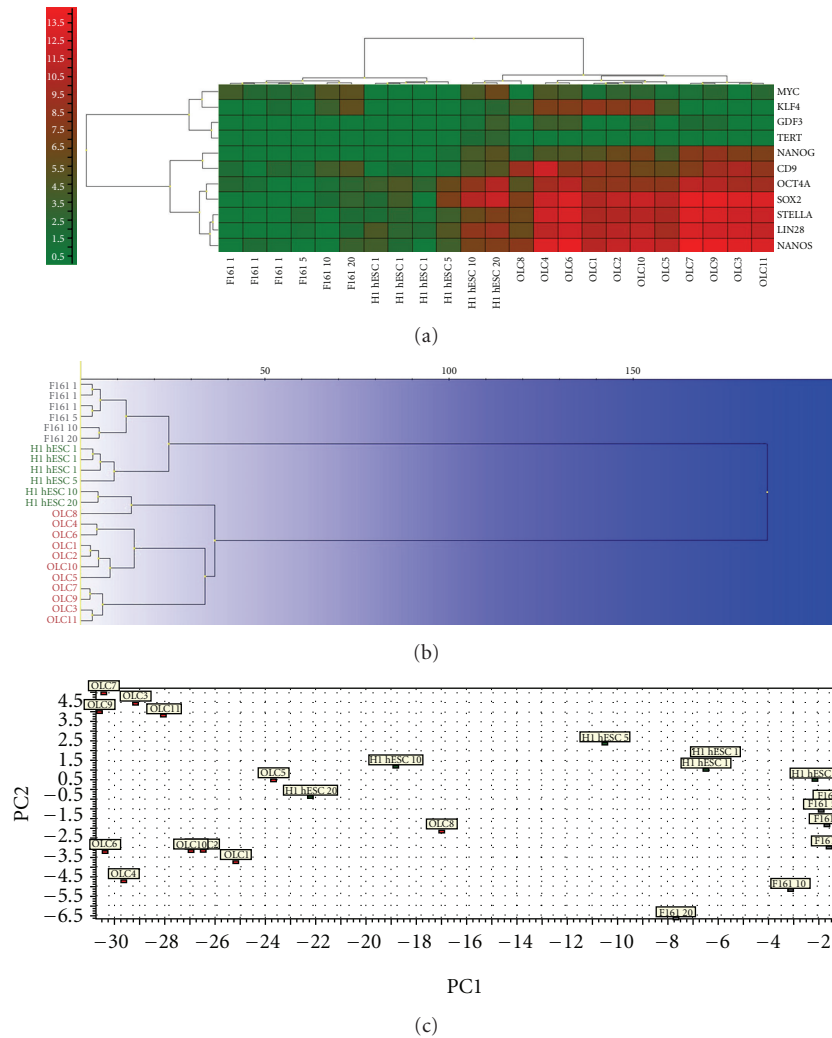 13.5
12.5
11.5
10.5
9.5
8.5
7.5
6.5
5.5
4.5
3.5
2.5
1.5
0.5
MYC
KLF4
GDF3
TERT
NANOG
CD9
OCT4A
SOX2
STELLA
LIN28
NANOS
F161 1
F161 1
F161 1
F161 5
F161 10
F161 20
H1 hESC 1
H1 hESC 1
H1 hESC 1
H1 hESC 5
H1 hESC 10
H1 hESC 20
OLC8
OLC4
OLC6
OLC1
OLC2
OLC10
OLC5
OLC7
OLC9
OLC3
OLC11
(a)
50 100 150
F161 1
F161 1
F161 1
F161 5
F161 10
F161 20
H1 hESC 1
H1 hESC 1
H1 hESC 1
H1 hESC 5
H1 hESC 10
H1 hESC 20
OLC8
OLC4
OLC6
OLC1
OLC2
OLC10
OLC5
OLC7
OLC9
OLC3
OLC11
(b)
PC2
4.5
3.5
2.5
1.5
0.5
−0.5
−1.5
−2.5
−3.5
−4.5
−5.5
−6.5
OLC7
OLC3
OLC9
OLC11
H1 hESC 5
H1 hESC 1
H1 hESC 10
H1 hESC 1
OLC5
H1 hESC
H1 hESC 20
F16
F161
OLC8
F161
OLC6
OLC10
C2
F161
OLC1
OLC4
F161 10
F161 20
−30 −28 −26 −24 −22 −20 −18 −16 −14 −12 −10 −8 −6 −4 −2
PC1
(c)